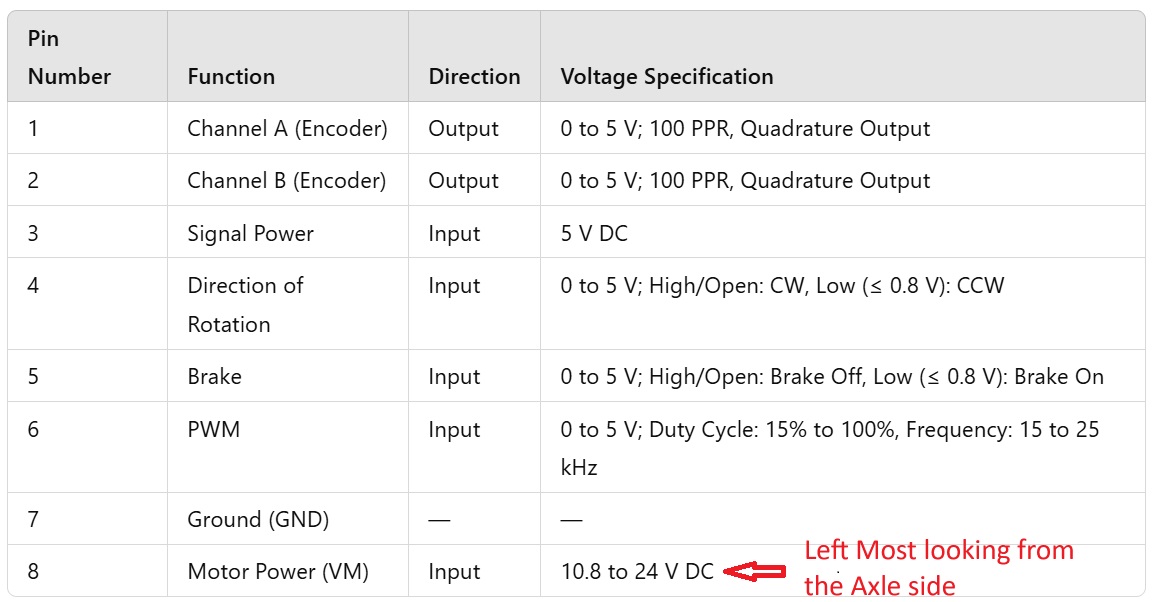 Pin
Number Function Direction Voltage Specification
1 Channel A (Encoder) Output 0 to 5 V; 100 PPR, Quadrature Output
2 Channel B (Encoder) Output 0 to 5 V; 100 PPR, Quadrature Output
3 Signal Power Input 5 V DC
4 Direction of Input 0 to 5 V; High/Open: CW, Low (≤ 0.8 V): CCW
Rotation
5 Brake Input 0 to 5 V; High/Open: Brake Off, Low (≤ 0.8 V): Brake On
6 PWM Input 0 to 5 V; Duty Cycle: 15% to 100%, Frequency: 15 to 25
kHz
7 Ground (GND) — —
8 Motor Power (VM) Input 10.8 to 24 V DC
Left Most looking from
the Axle side